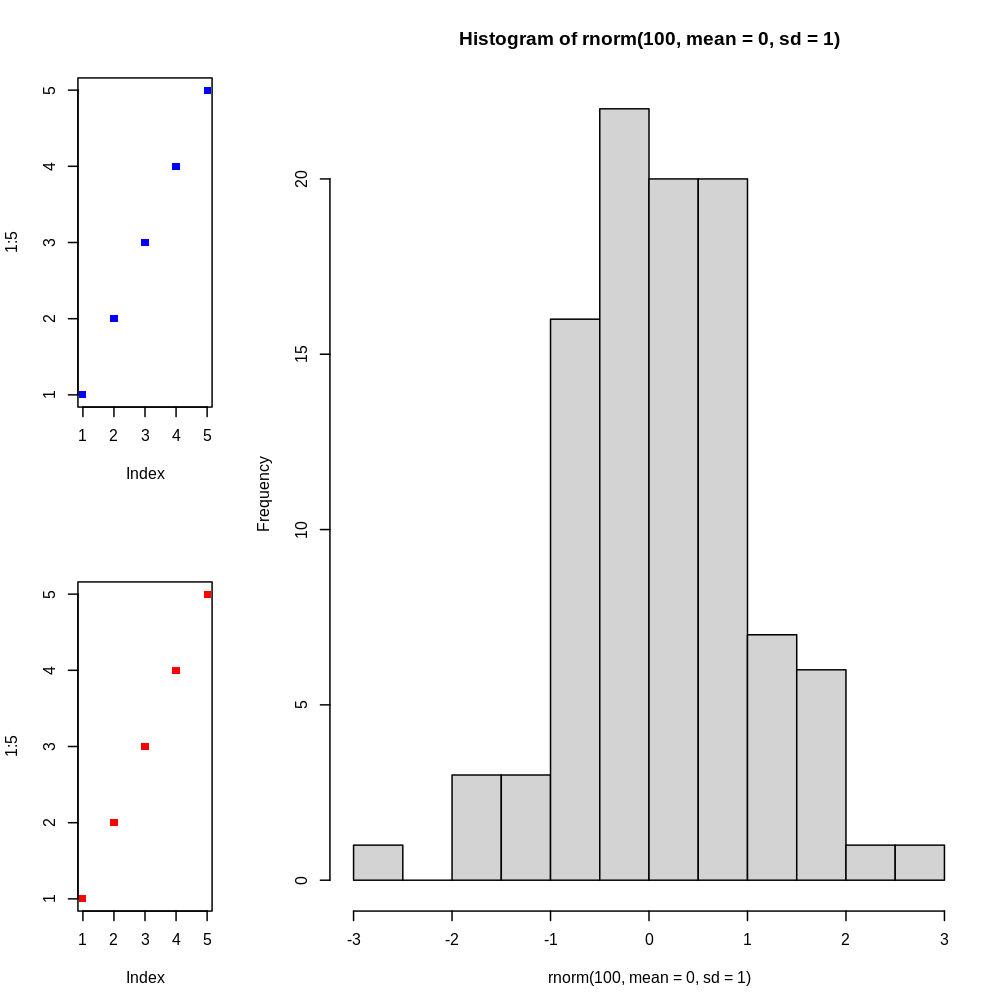 Histogram of rnorm(100, mean = 0, sd = 1)
5
4
3
2
1
1:5
1 2 3 4 5
Index
5
4
3
2
1
1:5
1 2 3 4 5
Index
20
15
10
5
0
Frequency
-3 -2 -1 0 1 2 3
rnorm(100, mean = 0, sd = 1)